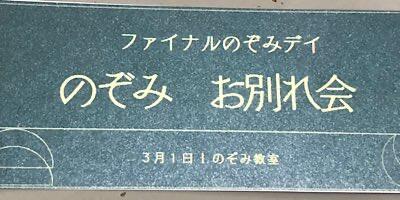 ファイナルのぞみデイ
のぞみ　お別れ会
3月1日｜のぞみ教室